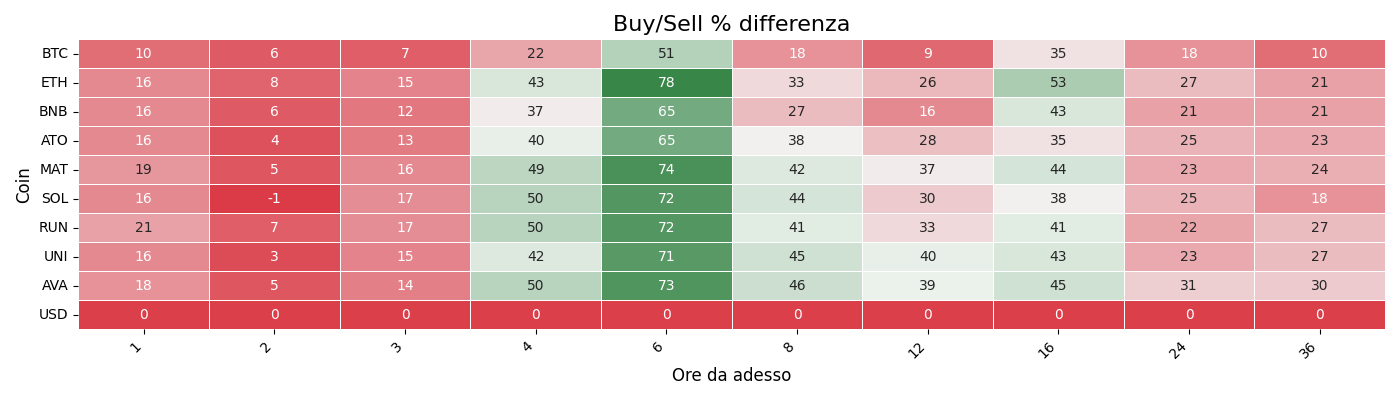 Buy/Sell % differenza
Coin
BTC 10 6 7 22 51 18 9 35 18 10
ETH 16 8 15 43 78 33 26 53 27 21
BNB 16 6 12 37 65 27 16 43 21 21
ATO 16 4 13 40 65 38 28 35 25 23
MAT 19 5 16 49 74 42 37 44 23 24
SOL 16 -1 17 50 72 44 30 38 25 18
RUN 21 7 17 50 72 41 33 41 22 27
UNI 16 3 15 42 71 45 40 43 23 27
AVA 18 5 14 50 73 46 39 45 31 30
USD 0 0 0 0 0 0 0 0 0 0
1 2 3 4 6 8 12 16 24 36
Ore da adesso